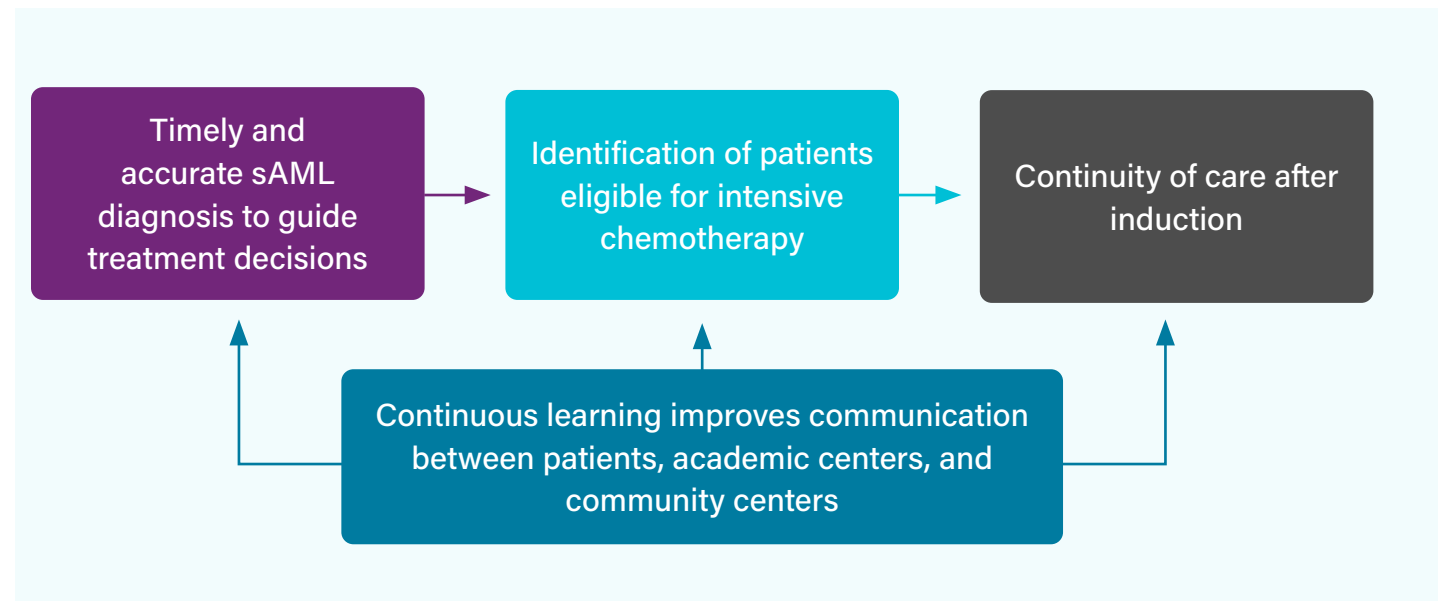 Timely and
accurate sAML
diagnosis to guide
treatment decisions
Identification of patients
eligible for intensive
chemotherapy
Continuity of care after
induction
Continuous learning improves communication
between patients, academic centers, and
community centers